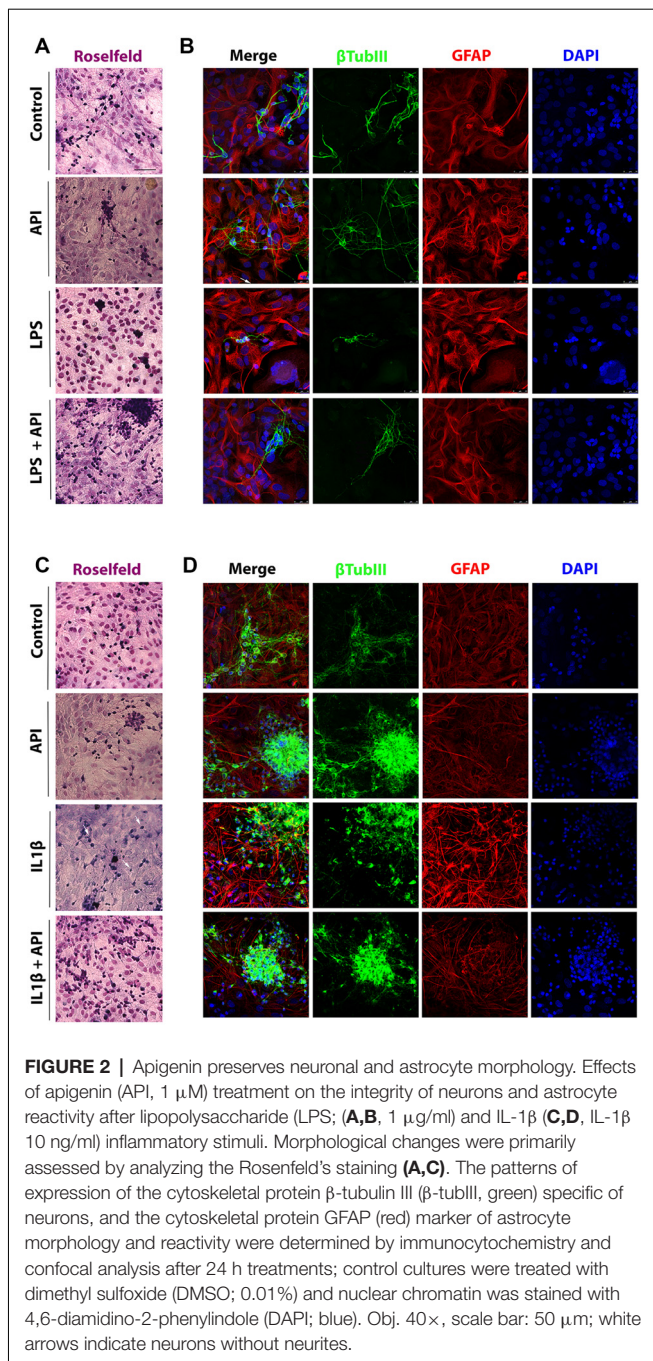 A
Roselfeld
B
Merge
βTubIII
GFAP
DAPI
Control
API
LPS
LPS + API
C
Roselfeld
D
Merge
βTubIII
GFAP
DAPI
Control
API
IL1β
IL1β + API
FIGURE 2 | Apigenin preserves neuronal and astrocyte morphology. Effects
of apigenin (API, 1 μM) treatment on the integrity of neurons and astrocyte
reactivity after lipopolysaccharide (LPS; (A,B, 1 μg/ml) and IL-1β (C,D, IL-1β
10 ng/ml) inflammatory stimuli. Morphological changes were primarily
assessed by analyzing the Rosenfeld’s staining (A,C). The patterns of
expression of the cytoskeletal protein β-tubulin III (β-tubIII, green) specific of
neurons, and the cytoskeletal protein GFAP (red) marker of astrocyte
morphology and reactivity were determined by immunocytochemistry and
confocal analysis after 24 h treatments; control cultures were treated with
dimethyl sulfoxide (DMSO; 0.01%) and nuclear chromatin was stained with
4,6-diamidino-2-phenylindole (DAPI; blue). Obj. 40×, scale bar: 50 μm; white
arrows indicate neurons without neurites.